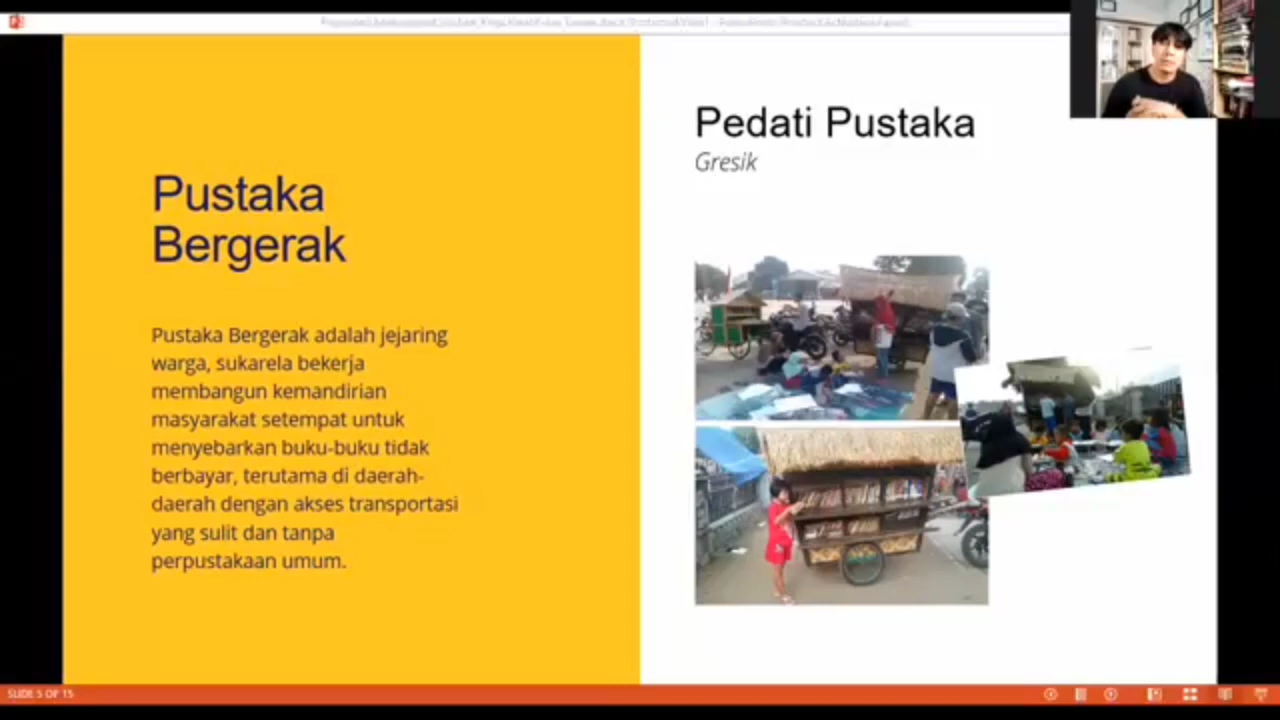 Pustaka
Bergerak
Pustaka Bergerak adalah jejaring
warga, sukarela bekerja
membangun kemandirian
masyarakat setempat untuk
menyebarkan buku-buku tidak
berbayar, terutama di daerah-
daerah dengan akses transportasi
yang sulit dan tanpa
perpustakaan umum.
Pedati Pustaka
Gresik
SLIDE 5 OF 15